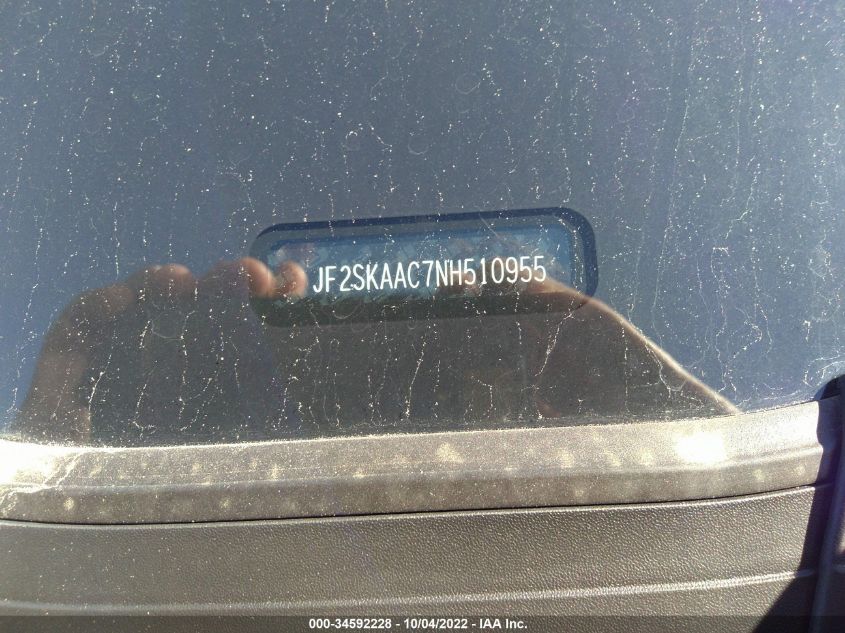 JF2SKAAC7NH510955
000-34592228 - 10/04/2022 - IAA, Inc.